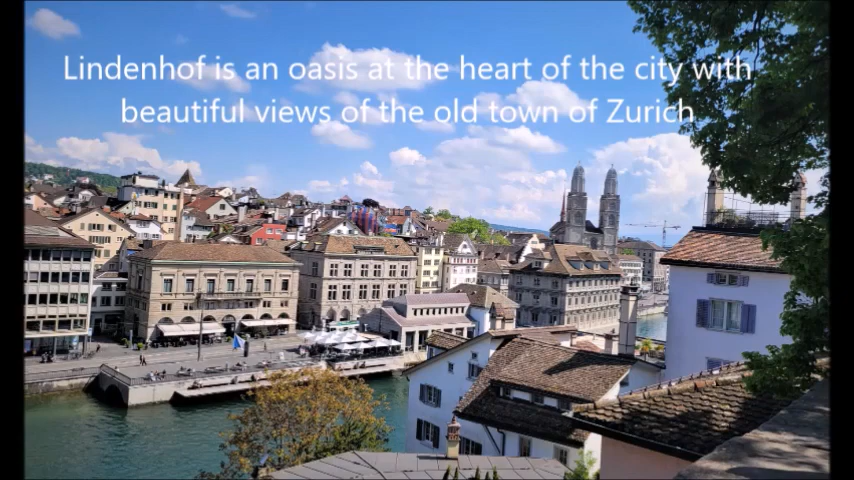 Lindenhof is an oasis at the heart of the city with
beautiful views of the old town of Zurich